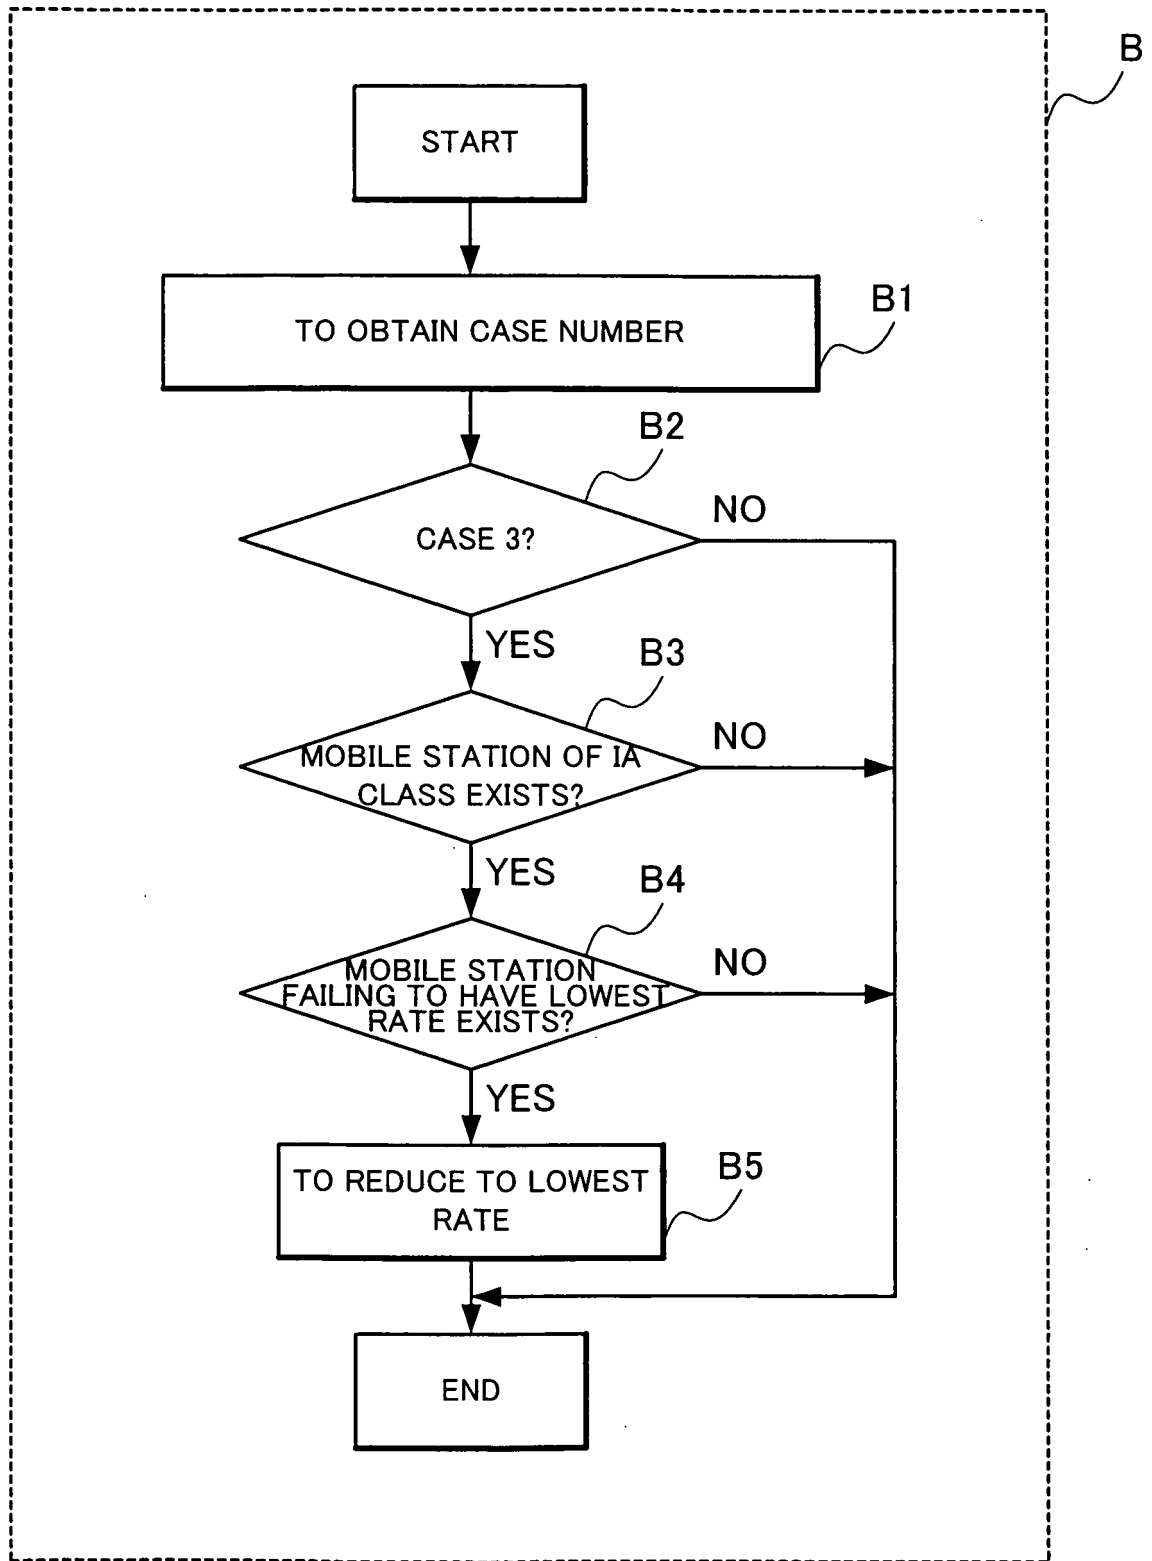 B
START
B1
TO OBTAIN CASE NUMBER
B2
CASE 3?
NO
YES
B3
MOBILE STATION OF IA
CLASS EXISTS?
NO
YES
B4
MOBILE STATION
FAILING TO HAVE LOWEST
RATE EXISTS?
NO
YES
B5
TO REDUCE TO LOWEST
RATE
END